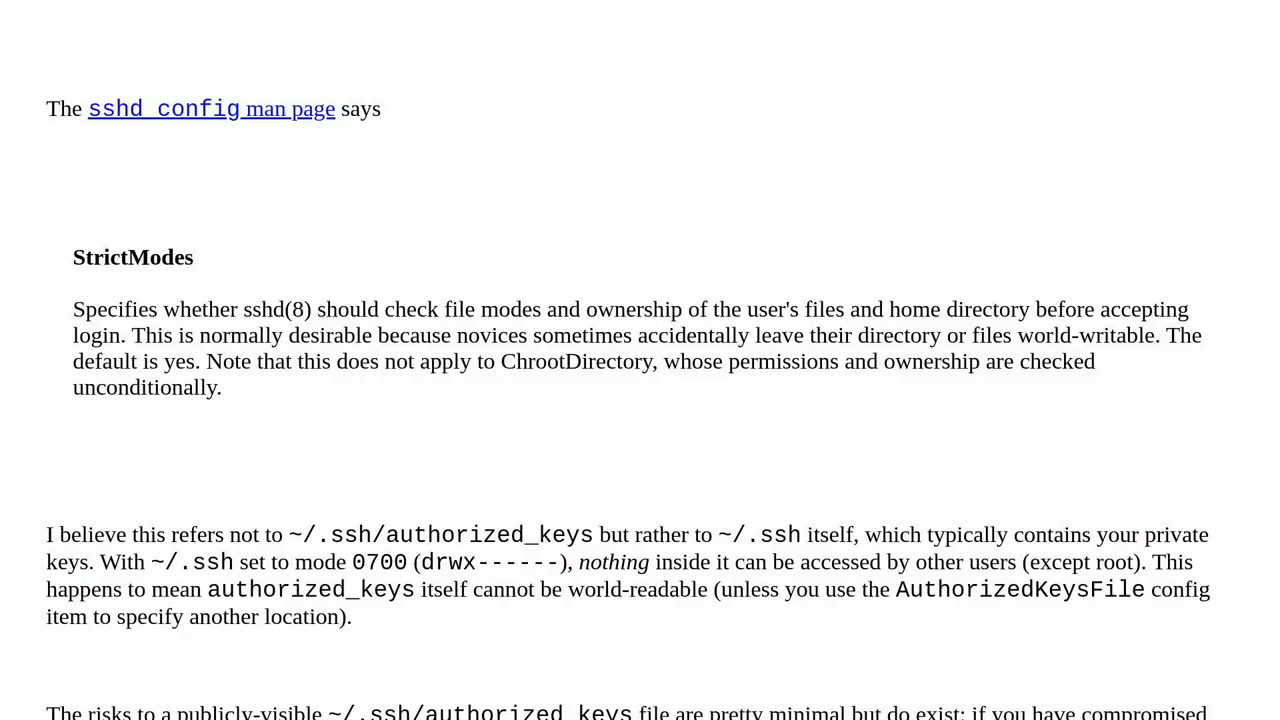 The sshd_config man page says
StrictModes
Specifies whether sshd(8) should check file modes and ownership of the user's files and home directory before accepting
login. This is normally desirable because novices sometimes accidentally leave their directory or files world-writable. The
default is yes. Note that this does not apply to ChrootDirectory, whose permissions and ownership are checked
unconditionally.
I believe this refers not to ~/.ssh/authorized_keys but rather to ~/.ssh itself, which typically contains your private
keys. With ~/.ssh set to mode 0700 (drwx------), nothing inside it can be accessed by other users (except root). This
happens to mean authorized_keys itself cannot be world-readable (unless you use the AuthorizedKeysFile config
item to specify another location).
The risks to a publicly-visible ~/.ssh/authorized_keys file are pretty minimal but do exist: if you have compromised